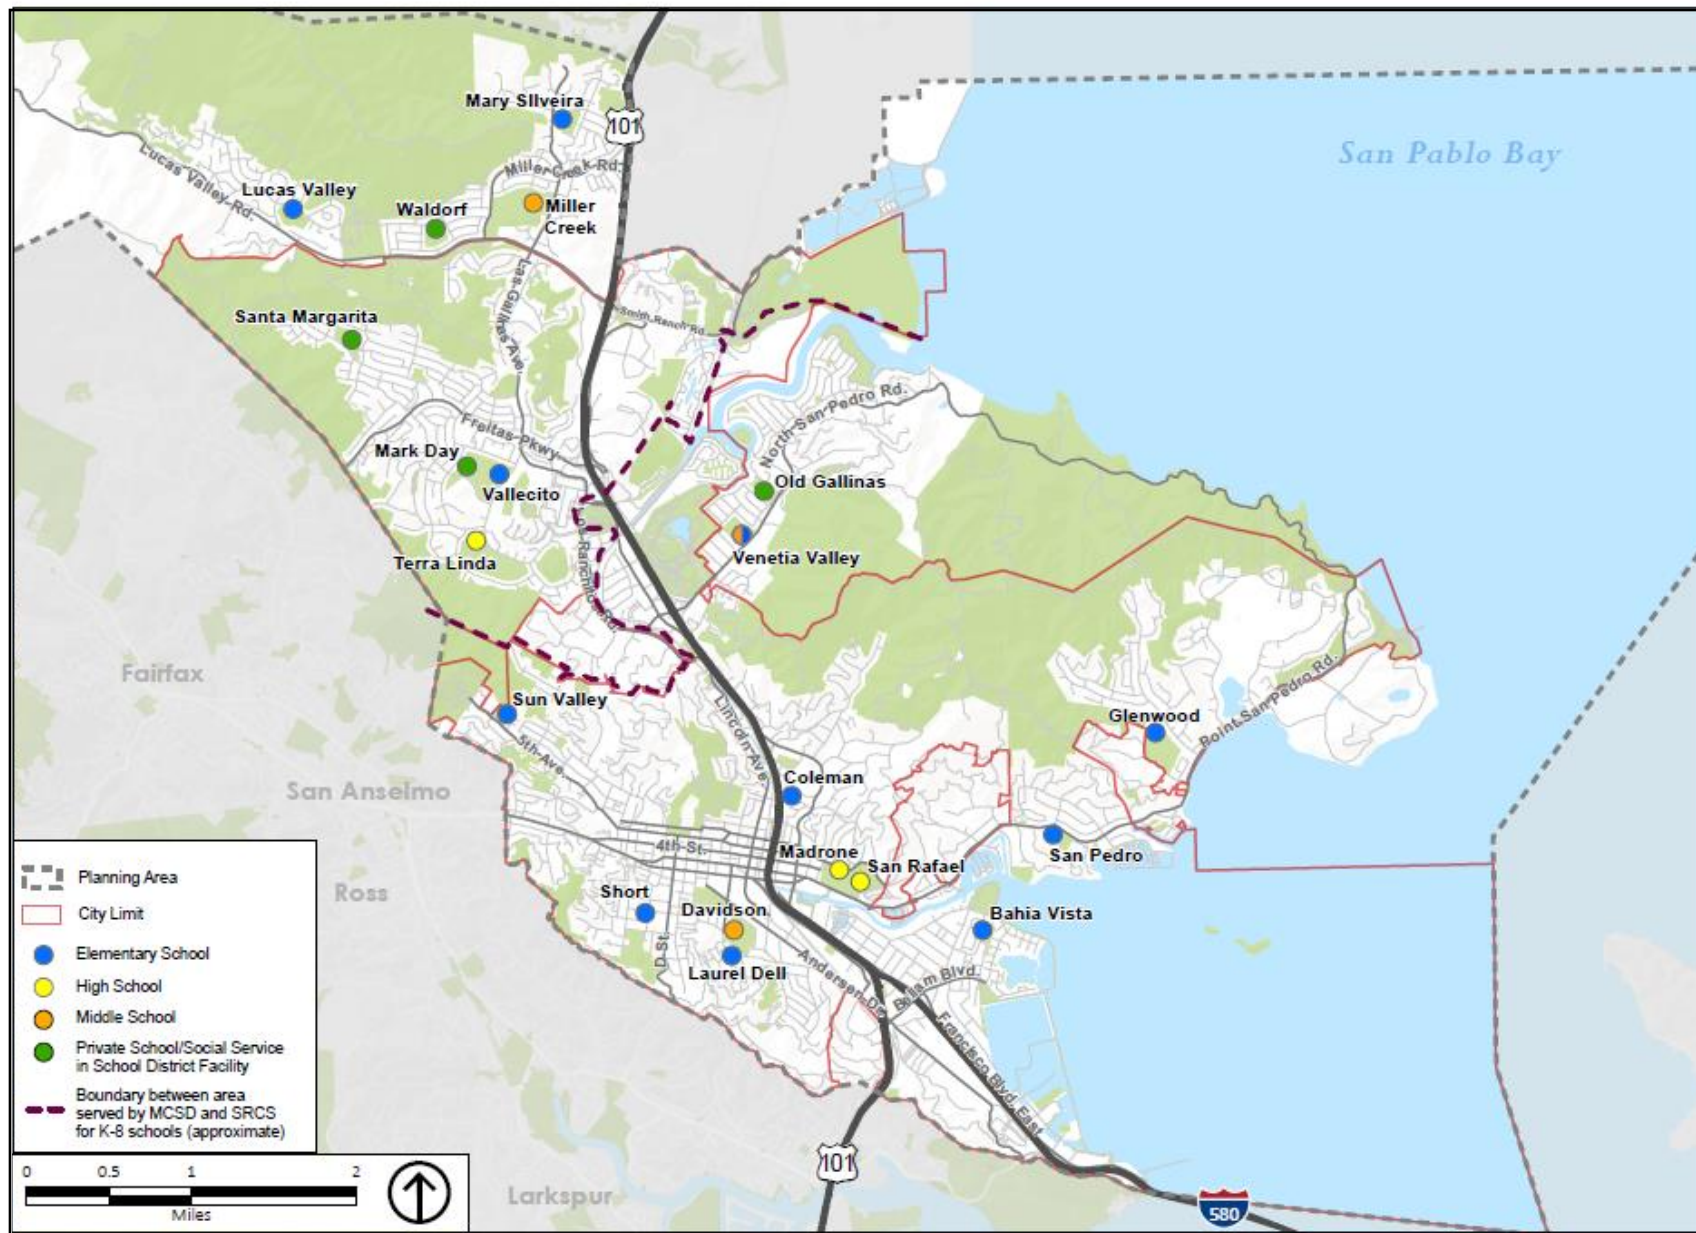 Mary SIlveira
101
San Pablo Bay
Miller Creek Rd.
Lucas Valley Rd.
Lucas Valley
Waldorf
Miller
Creek
Las Gallinas Ave.
Smith Ranch Rd.
Santa Margarita
North San Pedro Rd.
Freitas Pkwy
Mark Day
Vallecito
Old Gallinas
Los Ranchitos Rd.
Terra Linda
Venetia Valley
Fairfax
Sun Valley
Lincoln Ave.
Point San Pedro Rd.
Glenwood
5th Ave.
San Anselmo
Coleman
4th St.
Madrone
San Rafael
San Pedro
Ross
Short
Davidson
Bahia Vista
D St.
Laurel Dell
Andersen Dr.
Bellam Blvd.
Francisco Blvd. East
Planning Area
City Limit
Elementary School
High School
Middle School
Private School/Social Service
in School District Facility
Boundary between area
served by MCSD and SRCS
for K-8 schools (approximate)
0 0.5 1 2
Miles
Larkspur
101
580